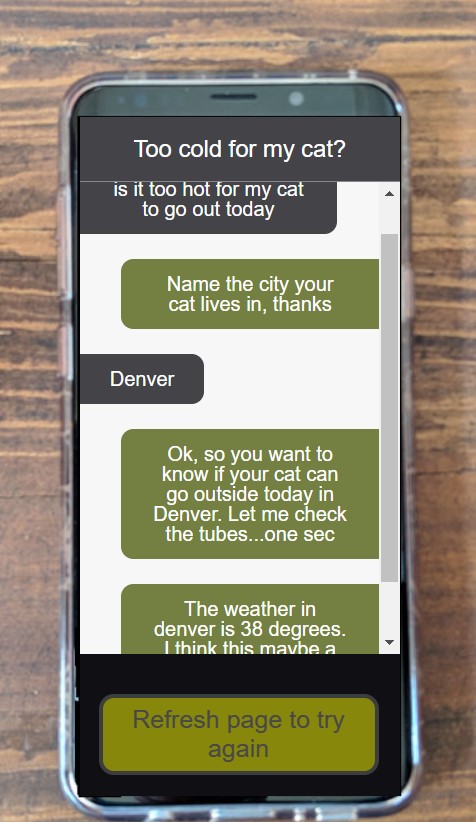 Too cold for my cat?
is it too hot for my cat
to go out today
Name the city your
cat lives in, thanks
Denver
Ok, so you want to
know if your cat can
go outside today in
Denver. Let me check
the tubes...one sec
The weather in
denver is 38 degrees.
I think this maybe a
Refresh page to try
again